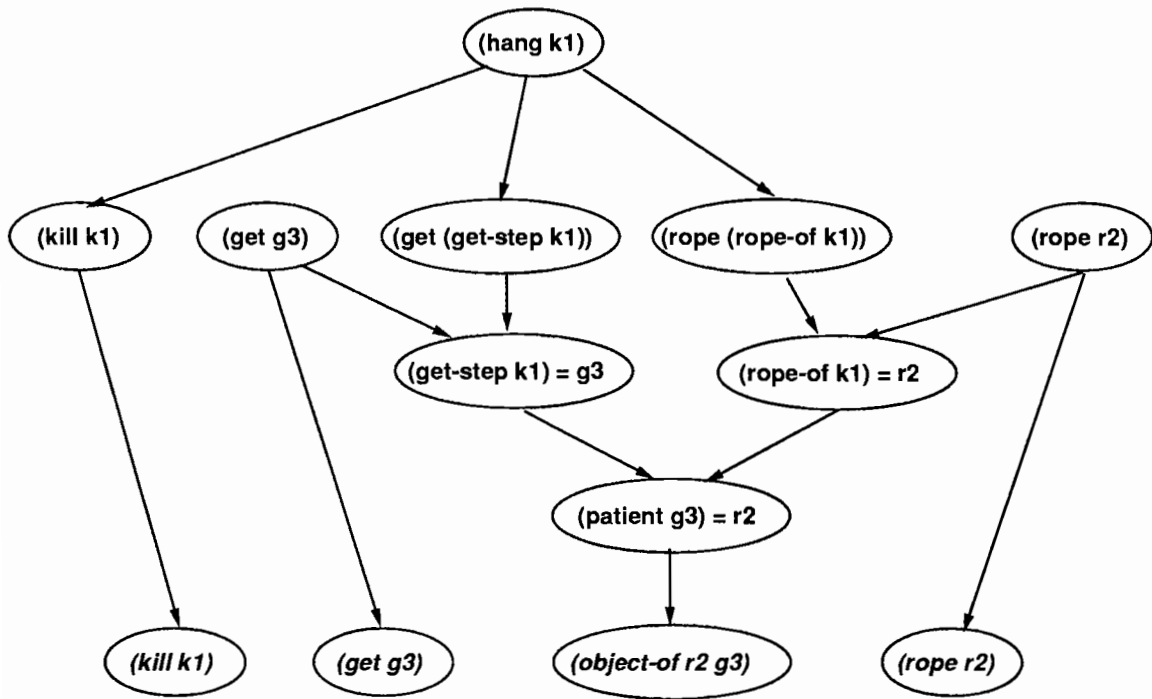 (hang k1)
(kill k1)
(get g3)
(get (get-step k1))
(rope (rope-of k1))
(rope r2)
(get-step k1) = g3
(rope-of k1) = r2
(patient g3) = r2
(kill k1)
(get g3)
(object-of r2 g3)
(rope r2)